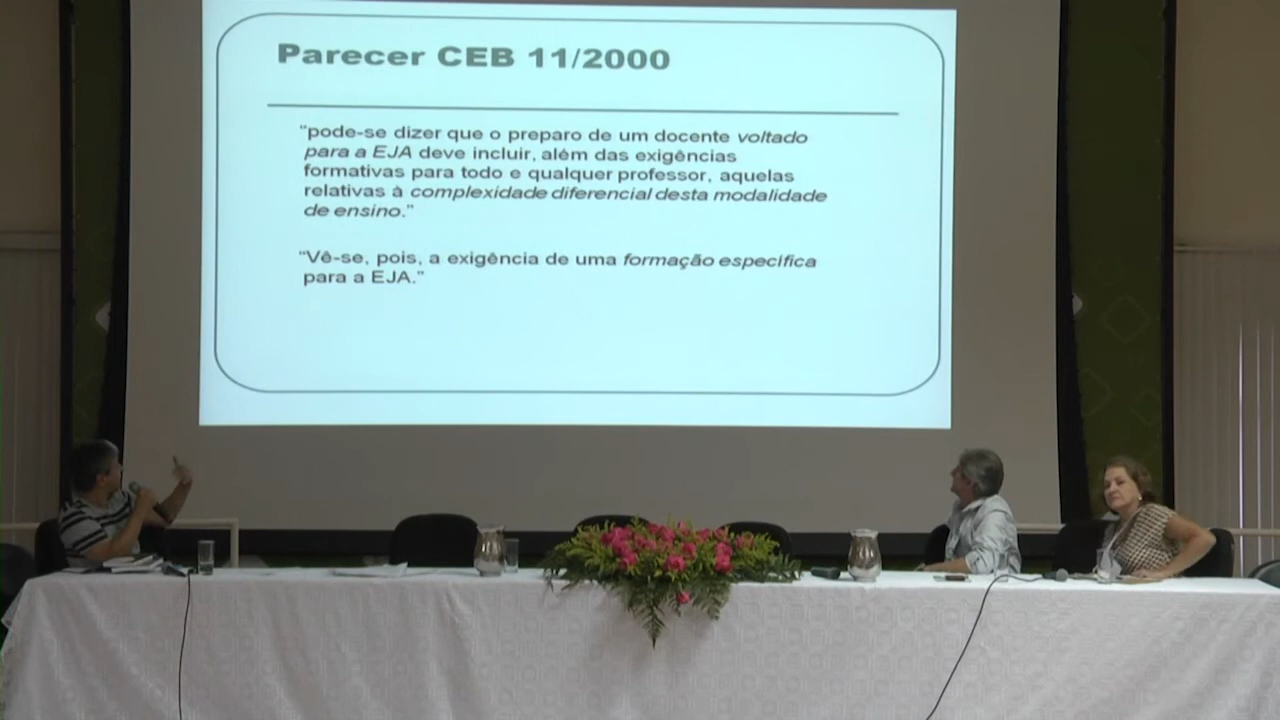 Parecer CEB 11/2000
"pode-se dizer que o preparo de um docente voltado
para a EJA deve incluir, além das exigências
formativas para todo e qualquer professor, aquelas
relativas à complexidade diferencial desta modalidade
de ensino."
"Vê-se, pois, a exigência de uma formação específica
para a EJA."